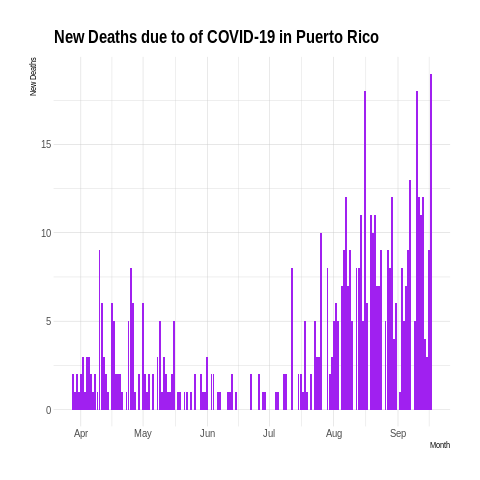 New Deaths due to of COVID-19 in Puerto Rico
New Deaths
15
10
5
0
Apr May Jun Jul Aug Sep
Month